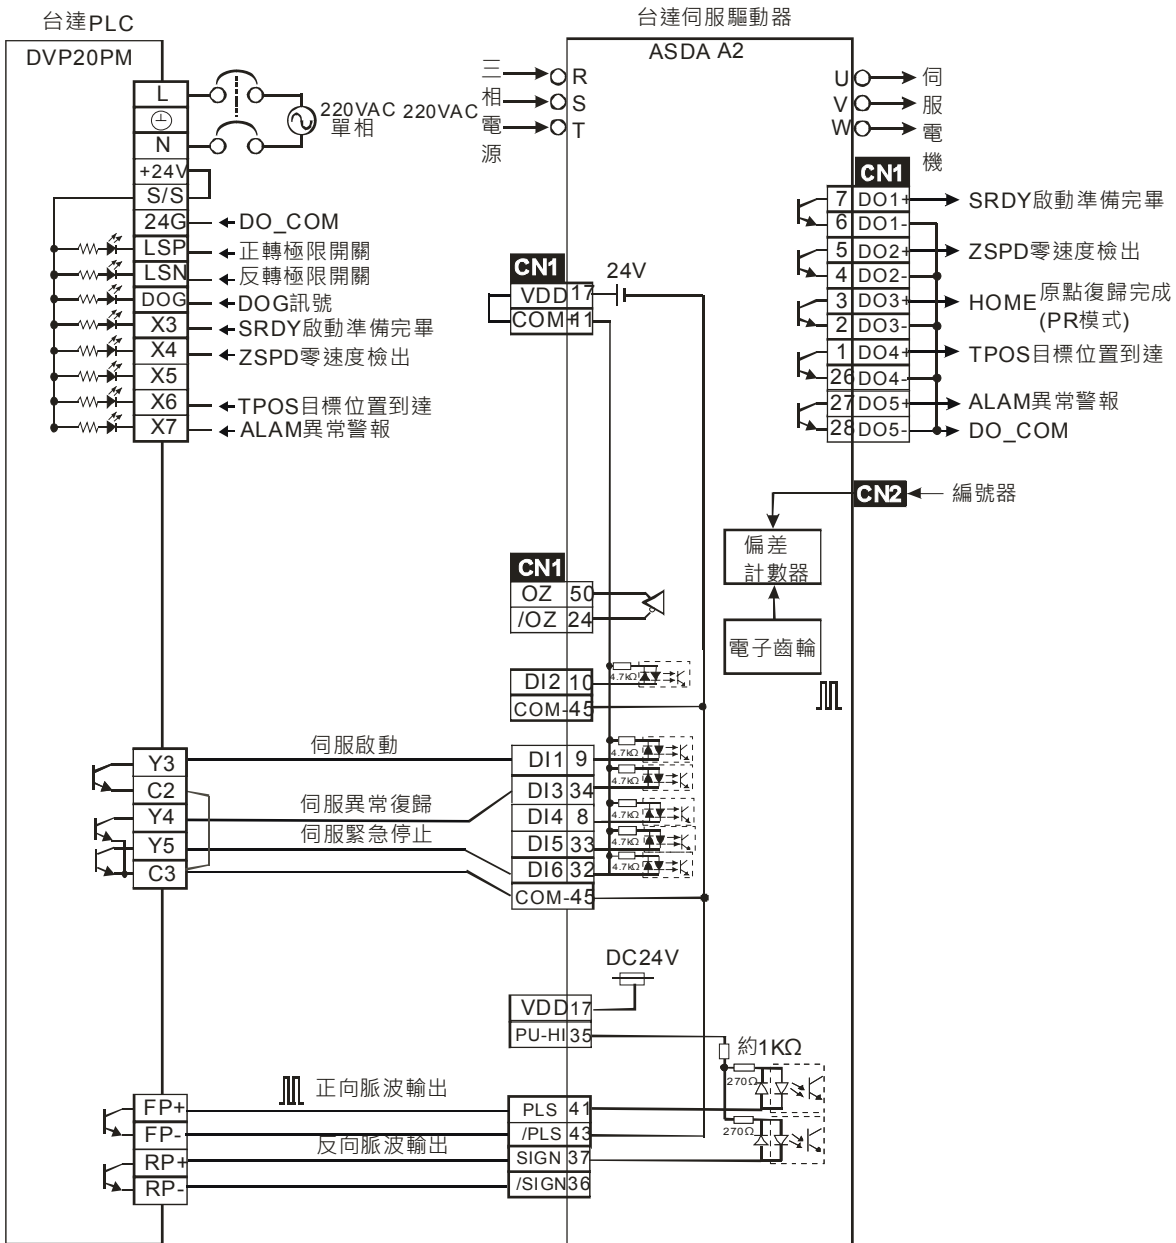 台達PLC
DVP20PM
L
N
+24V
S/S
24G
LSP
LSN
DOG
X3
X4
X5
X6
X7
220VAC
單相
DO_COM
正轉極限開關
反轉極限開關
DOG訊號
SRDY啟動準備完畢
ZSPD零速度檢出
TPOS目標位置到達
ALAM異常警報
台達伺服驅動器
ASDA A2
三相電源
220VAC
R
S
T
U
V
W
伺服電機
CN1
7 DO1+
6 DO1-
5 DO2+
4 DO2-
3 DO3+
2 DO3-
1 DO4+
26 DO4-
27 DO5+
28 DO5-
SRDY啟動準備完畢
ZSPD零速度檢出
HOME原點復歸完成
(PR模式)
TPOS目標位置到達
ALAM異常警報
DO_COM
CN2
編號器
偏差
計數器
電子齒輪
CN1
24V
VDD 17
COM+ 11
CN1
OZ 50
/OZ 24
DI2 10
COM- 45
4.7kΩ
Y3
C2
Y4
Y5
C3
伺服啟動
伺服異常復歸
伺服緊急停止
DI1 9
DI3 34
DI4 8
DI5 33
DI6 32
COM- 45
4.7kΩ
4.7kΩ
4.7kΩ
4.7kΩ
4.7kΩ
DC24V
VDD 17
PU-HI 35
約1KΩ
270Ω
270Ω
FP+
FP-
RP+
RP-
正向脈波輸出
反向脈波輸出
PLS 41
/PLS 43
SIGN 37
/SIGN 36